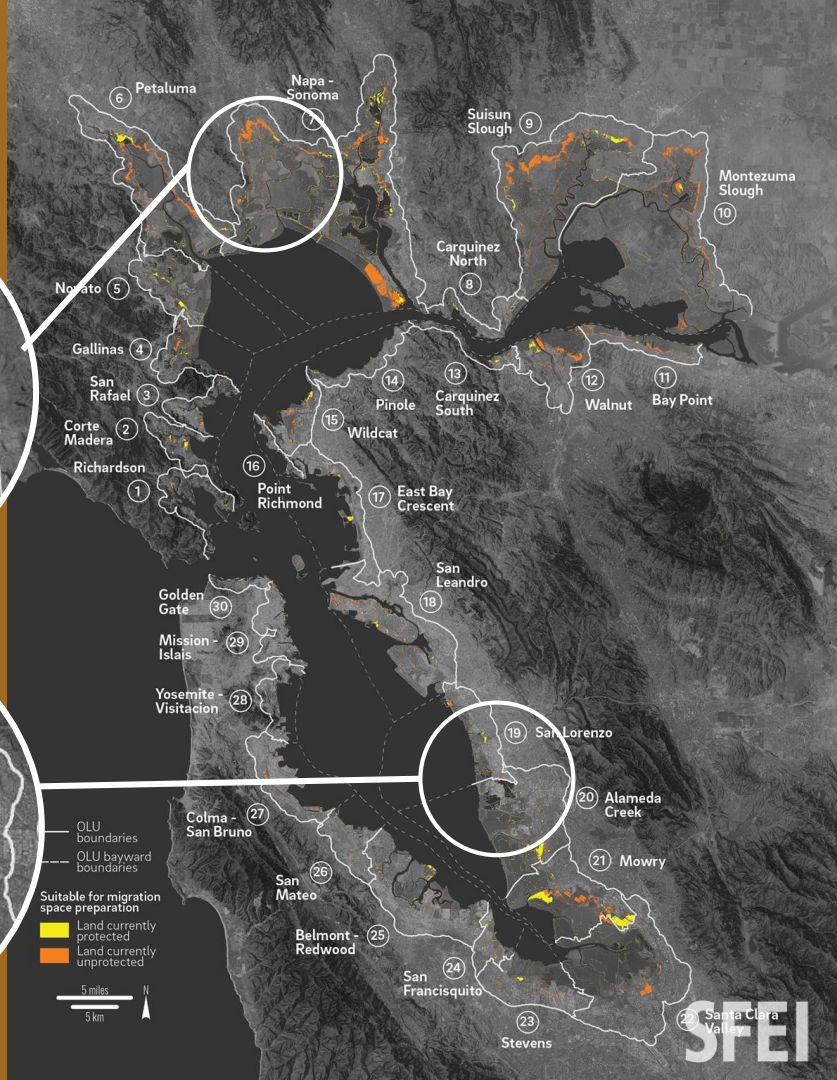 6
Petaluma
Napa -
Sonoma
7
Suisun
Slough
9
Montezuma
Slough
10
Carquinez
North
8
Novato
5
Gallinas
4
San
Rafael
3
Corte
Madera
2
Richardson
1
14
Pinole
13
Carquinez
South
12
Walnut
11
Bay Point
15
Wildcat
16
Point
Richmond
17
East Bay
Crescent
San
Leandro
18
Golden
Gate
30
Mission -
Islais
29
Yosemite -
Visitacion
28
19
San Lorenzo
20
Alameda
Creek
27
Colma -
San Bruno
21
Mowry
26
San
Mateo
25
Belmont -
Redwood
24
San
Francisquito
23
Stevens
22
Santa Clara
Valley
OLU
boundaries
OLU bayward
boundaries
Suitable for migration
space preparation
Land currently
protected
Land currently
unprotected
5 miles
5 km
N
SFEI